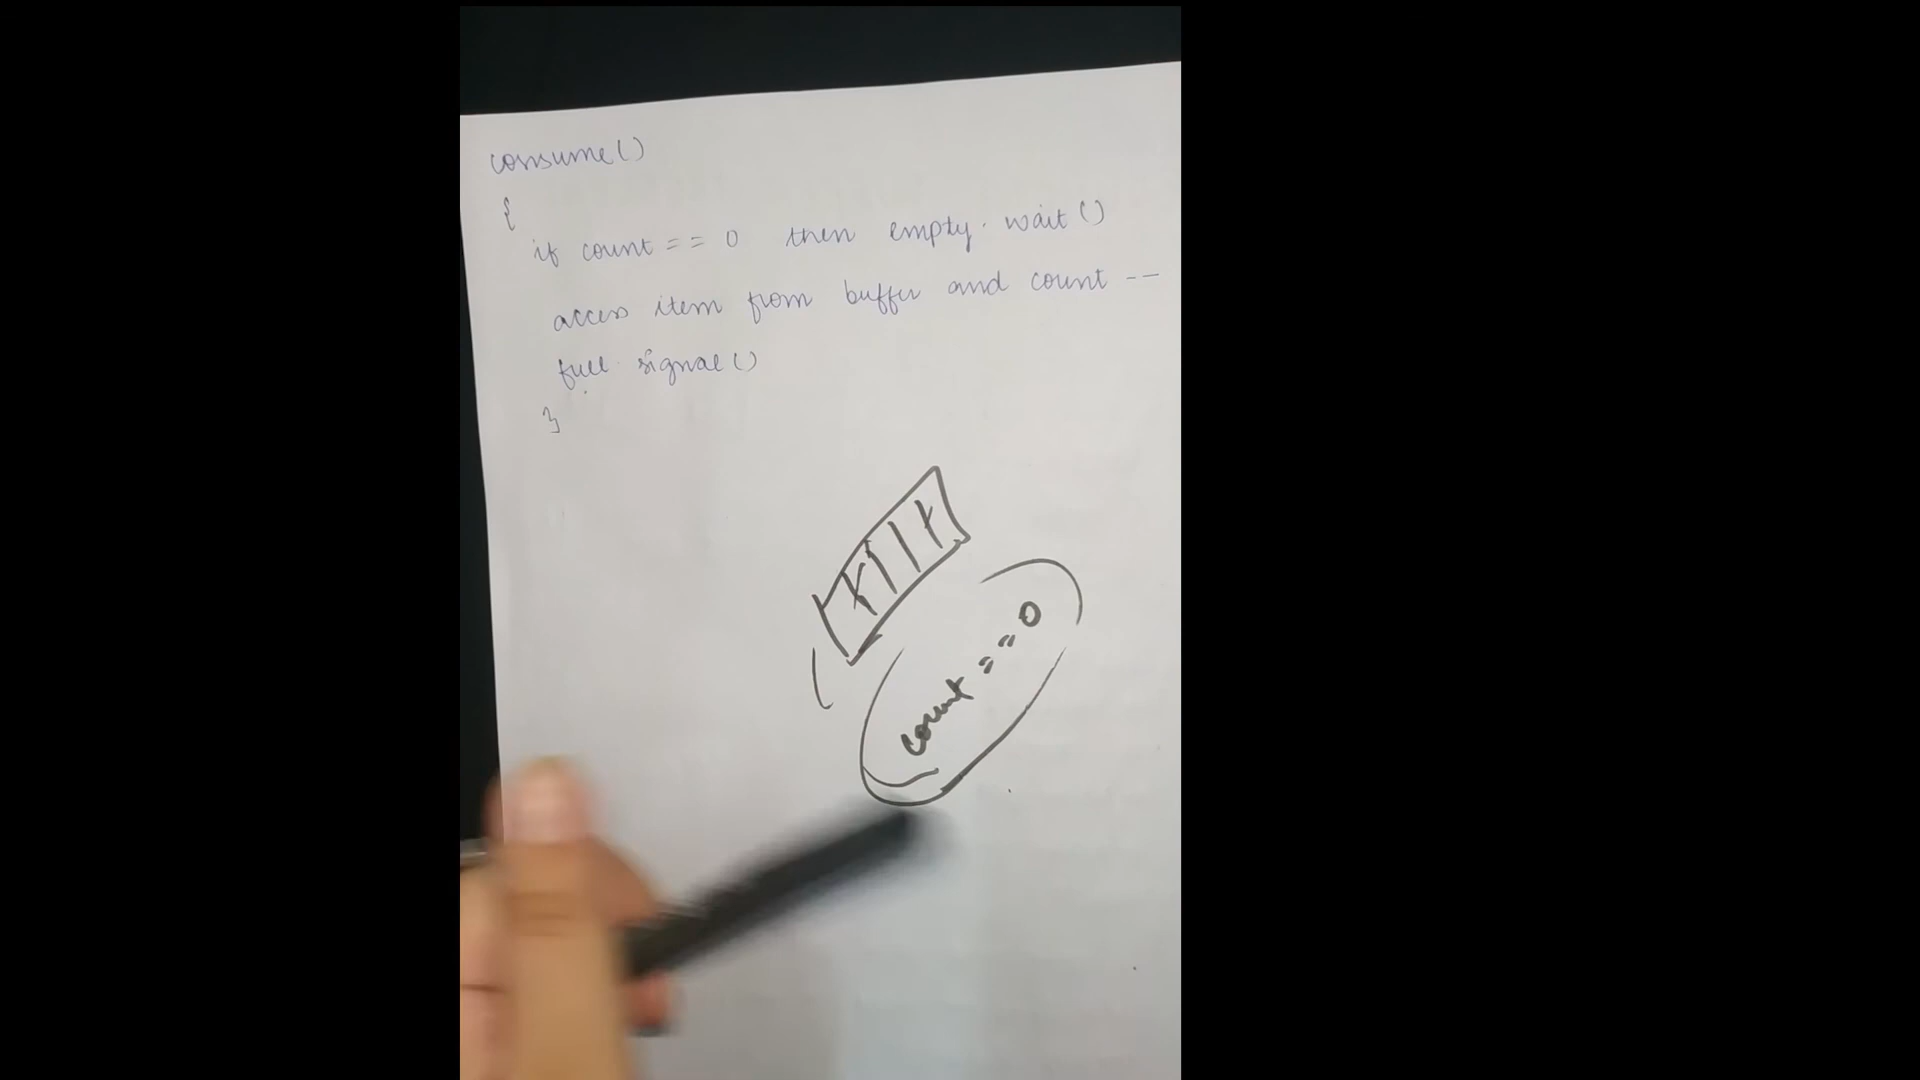 consume()
{
if count == 0 then empty. wait()
access item from buffer and count --
full. signal()
}
count == 0